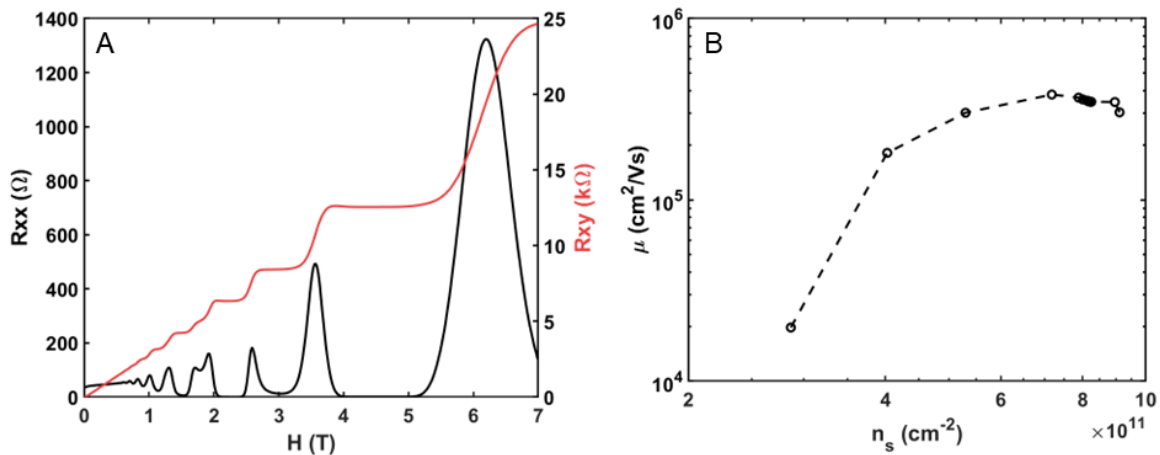 A
1400
1200
1000
800
600
400
200
0
Rxx (Ω)
25
20
15
10
5
0
Rxy (kΩ)
0 1 2 3 4 5 6 7
H (T)
B
10^6
10^5
10^4
μ (cm^2/Vs)
2 4 6 8 10
×10^11
n_s (cm^-2)